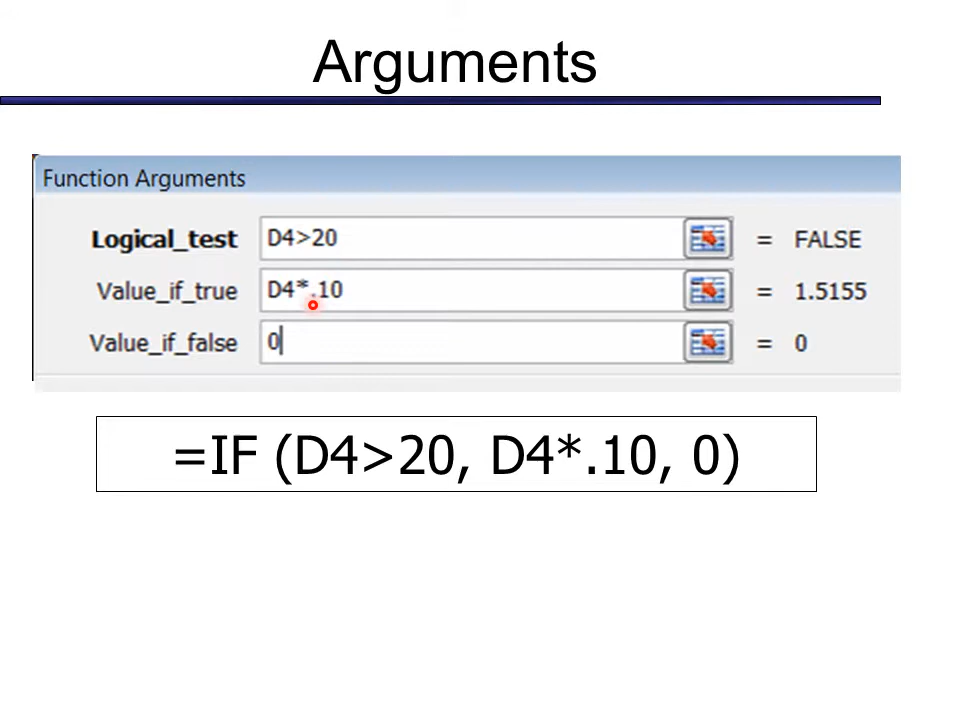 Arguments
Function Arguments
Logical_test D4>20 = FALSE
Value_if_true D4*.10 = 1.5155
Value_if_false 0 = 0
=IF (D4>20, D4*.10, 0)